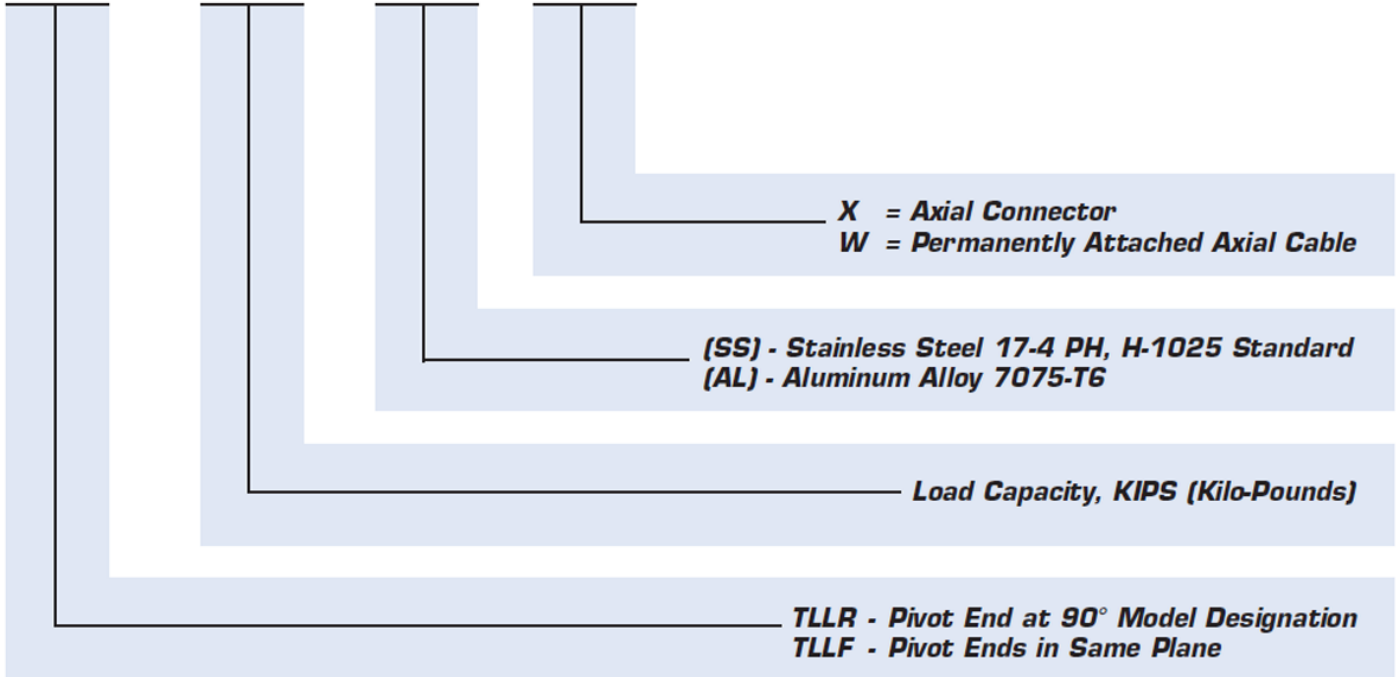 X = Axial Connector
W = Permanently Attached Axial Cable
(SS) - Stainless Steel 17-4 PH, H-1025 Standard
(AL) - Aluminum Alloy 7075-T6
Load Capacity, KIPS (Kilo-Pounds)
TLLR - Pivot End at 90° Model Designation
TLLF - Pivot Ends in Same Plane